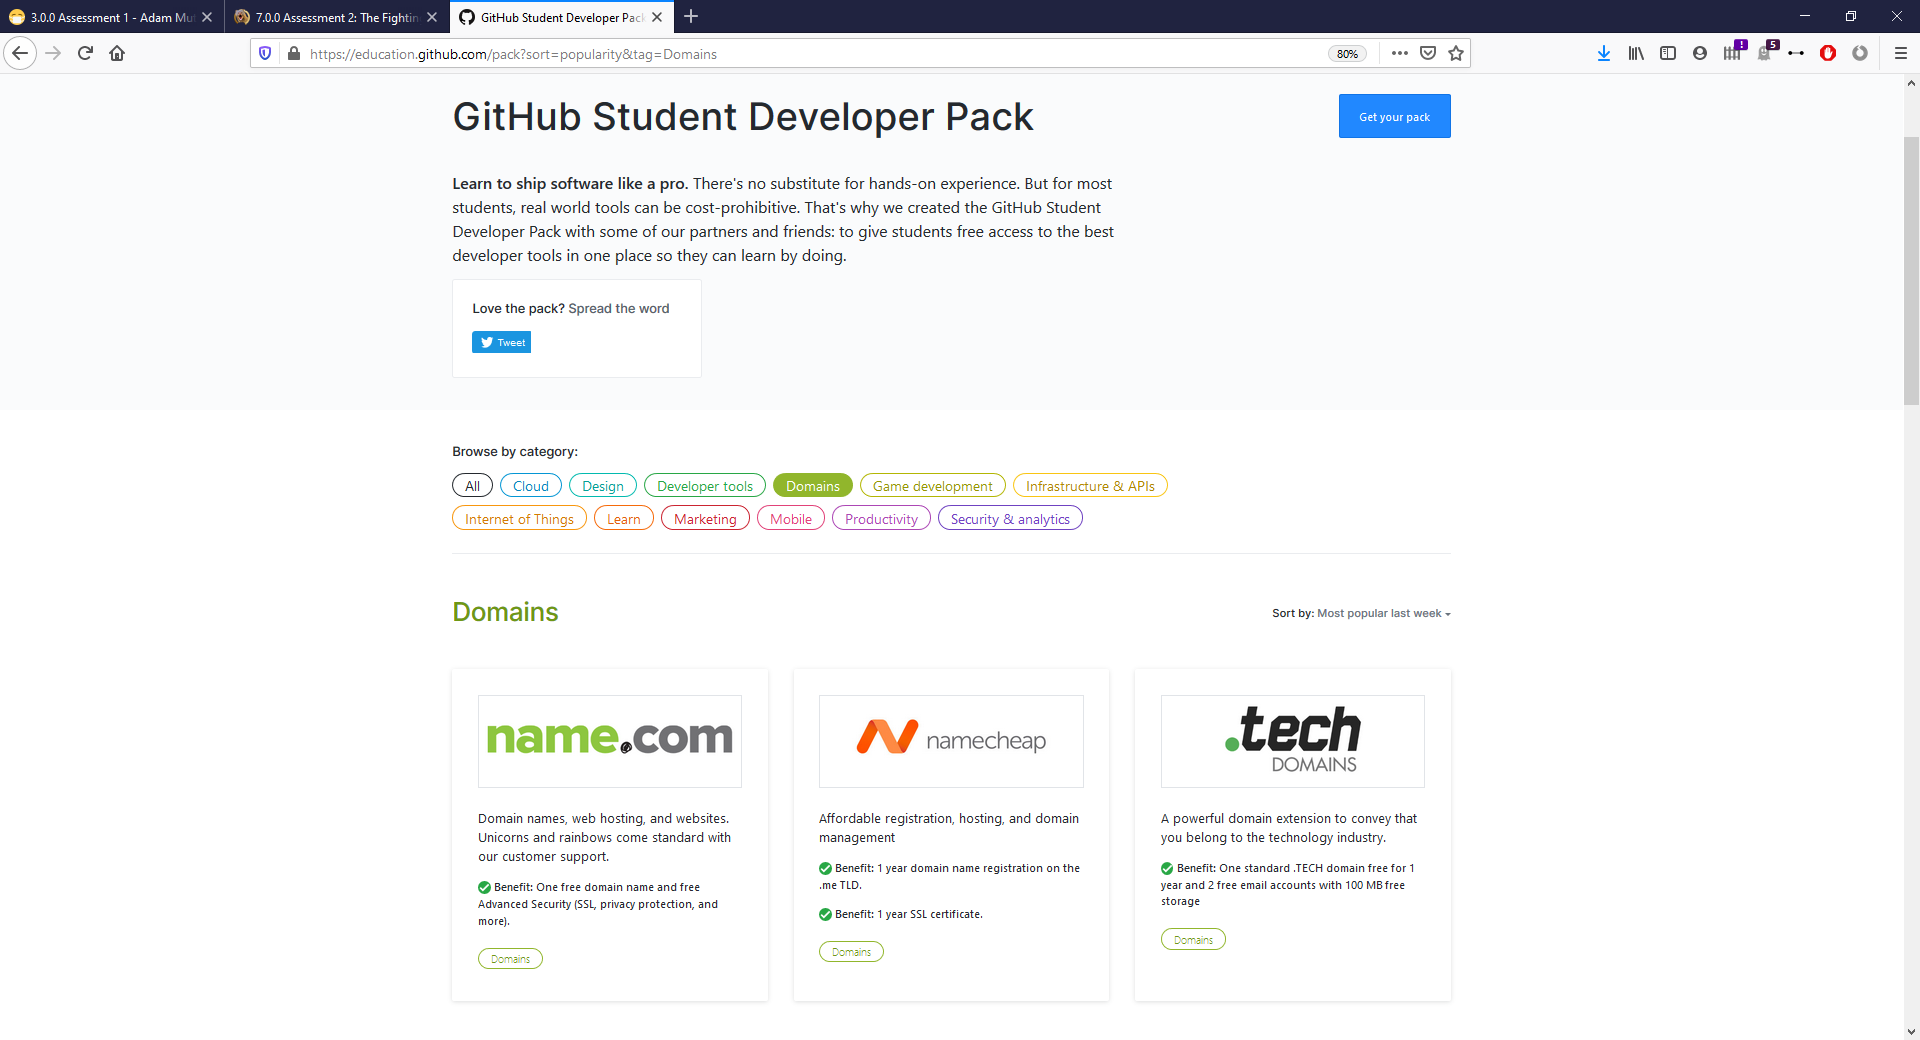 3.0.0 Assessment 1 - Adam Mut
7.0.0 Assessment 2: The Fightin
GitHub Student Developer Pack
https://education.github.com/pack?sort=popularity&tag=Domains
80%
!
5
GitHub Student Developer Pack
Get your pack
Learn to ship software like a pro. There's no substitute for hands-on experience. But for most
students, real world tools can be cost-prohibitive. That's why we created the GitHub Student
Developer Pack with some of our partners and friends: to give students free access to the best
developer tools in one place so they can learn by doing.
Love the pack? Spread the word
Tweet
Browse by category:
All Cloud Design Developer tools Domains Game development Infrastructure & APIs
Internet of Things Learn Marketing Mobile Productivity Security & analytics
Domains
Sort by: Most popular last week
name.com
Domain names, web hosting, and websites.
Unicorns and rainbows come standard with
our customer support.
Benefit: One free domain name and free
Advanced Security (SSL, privacy protection, and
more).
Domains
namecheap
Affordable registration, hosting, and domain
management
Benefit: 1 year domain name registration on the
.me TLD.
Benefit: 1 year SSL certificate.
Domains
.tech
DOMAINS
A powerful domain extension to convey that
you belong to the technology industry.
Benefit: One standard .TECH domain free for 1
year and 2 free email accounts with 100 MB free
storage
Domains